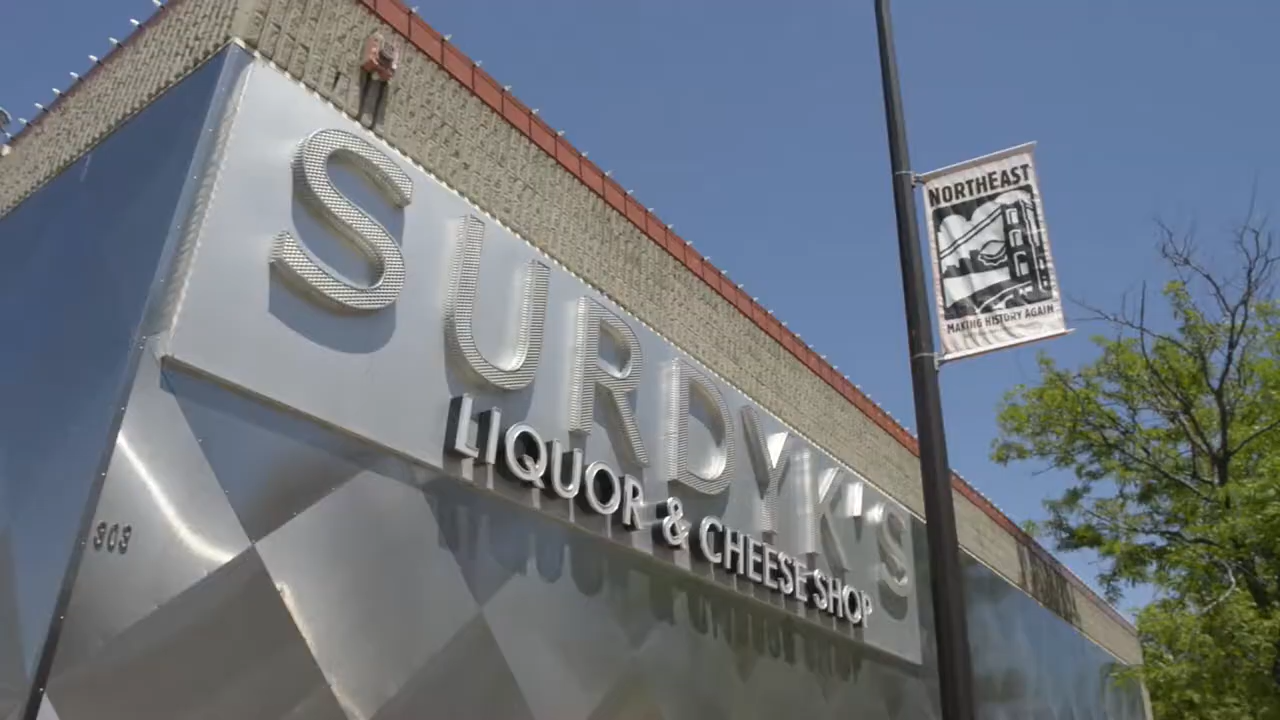 SURDYK'S
LIQUOR & CHEESE SHOP
303
NORTHEAST
MAKING HISTORY AGAIN